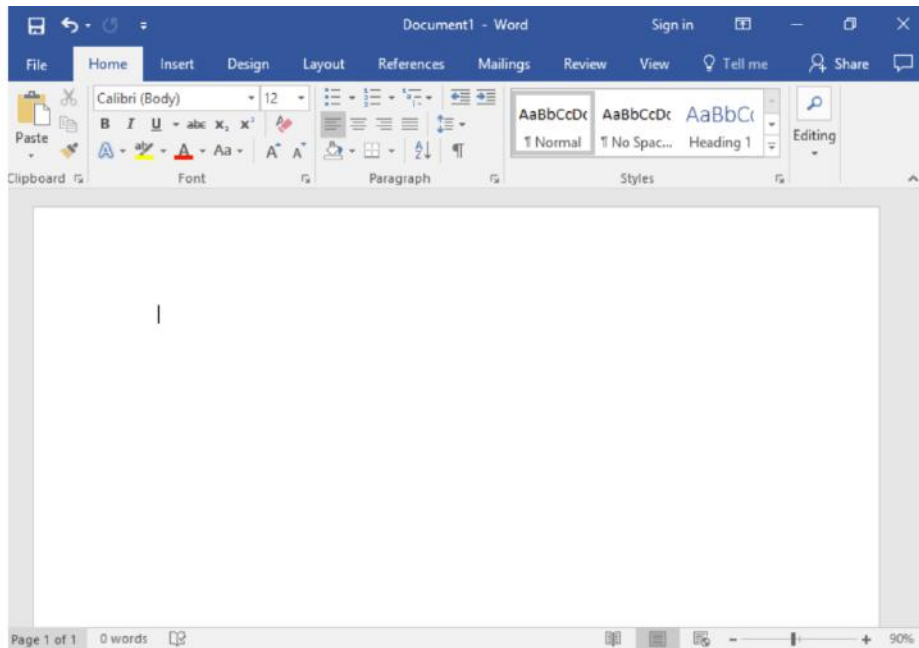 Document1 - Word
Sign in
File Home Insert Design Layout References Mailings Review View Tell me Share
Paste
Clipboard
Calibri (Body) 12
B I U abc X₂ X²
A aby A Aa A A
Font
Paragraph
AaBbCcDc AaBbCcDc AaBbCc
¶ Normal ¶ No Spac... Heading 1
Styles
Editing
Page 1 of 1 0 words 90%